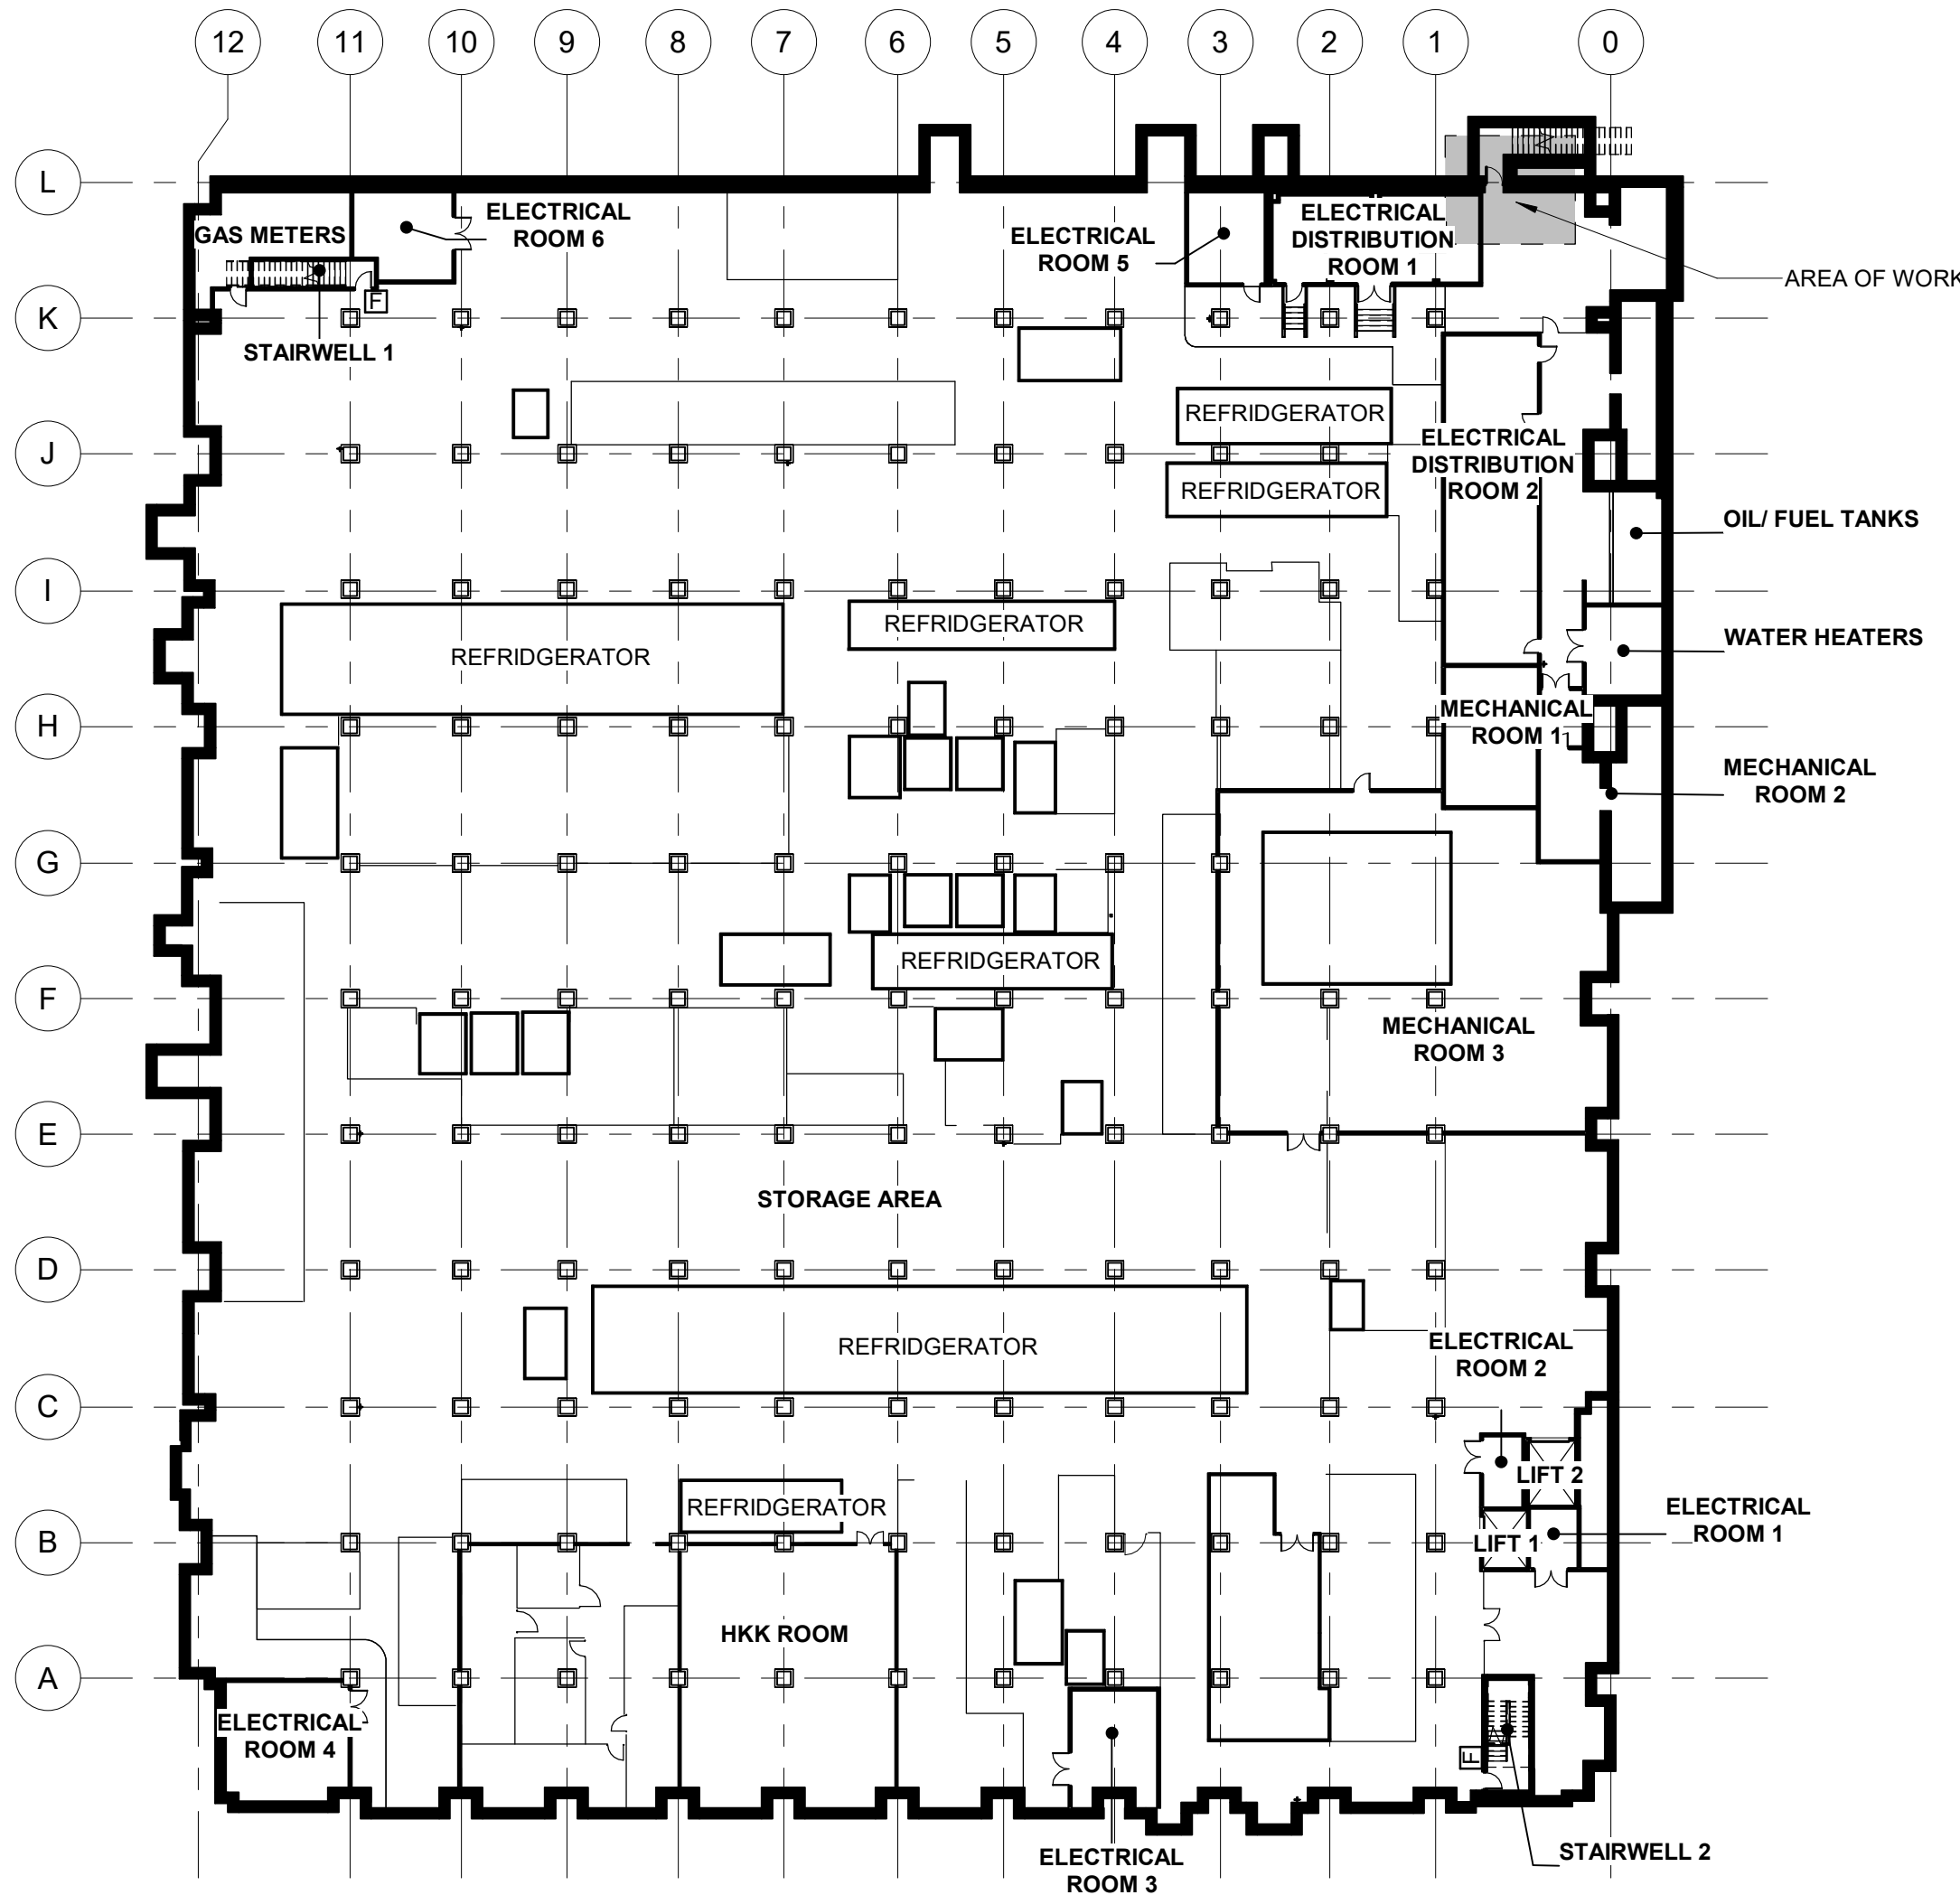 12 11 10 9 8 7 6 5 4 3 2 1 0
L
ELECTRICAL
ROOM 6
GAS METERS
ELECTRICAL
ROOM 5
ELECTRICAL
DISTRIBUTION
ROOM 1
AREA OF WORK
F
K
STAIRWELL 1
REFRIDGERATOR
J
ELECTRICAL
DISTRIBUTION
ROOM 2
REFRIDGERATOR
OIL/ FUEL TANKS
I
REFRIDGERATOR
REFRIDGERATOR
WATER HEATERS
H
MECHANICAL
ROOM 1
MECHANICAL
ROOM 2
G
REFRIDGERATOR
F
MECHANICAL
ROOM 3
E
STORAGE AREA
D
REFRIDGERATOR
ELECTRICAL
ROOM 2
C
LIFT 2
REFRIDGERATOR
ELECTRICAL
ROOM 1
B
LIFT 1
HKK ROOM
A
ELECTRICAL
ROOM 4
F
STAIRWELL 2
ELECTRICAL
ROOM 3